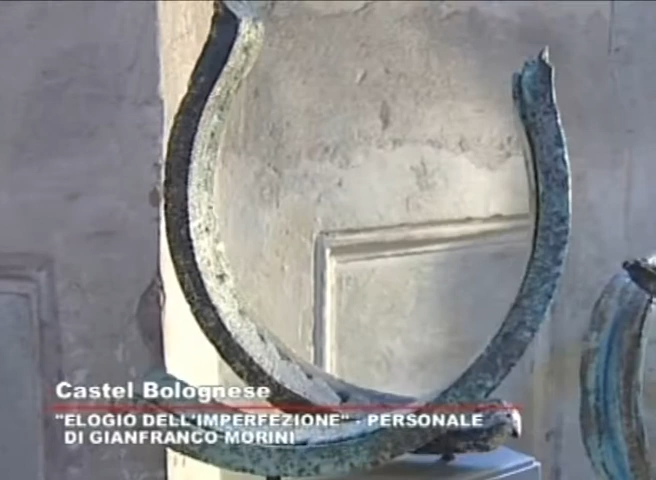 Castel Bolognese
"ELOGIO DELL'IMPERFEZIONE" - PERSONALE
DI GIANFRANCO MORINI